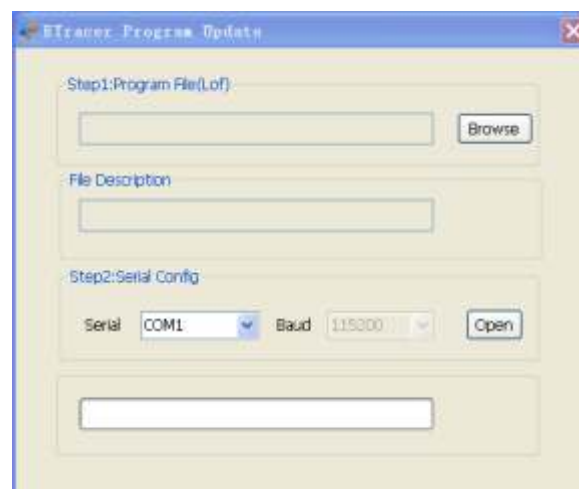 ETracer Program Update
Step1:Program File(Lof)
Browse
File Description
Step2:Serial Config
Serial COM1 Baud 115200 Open